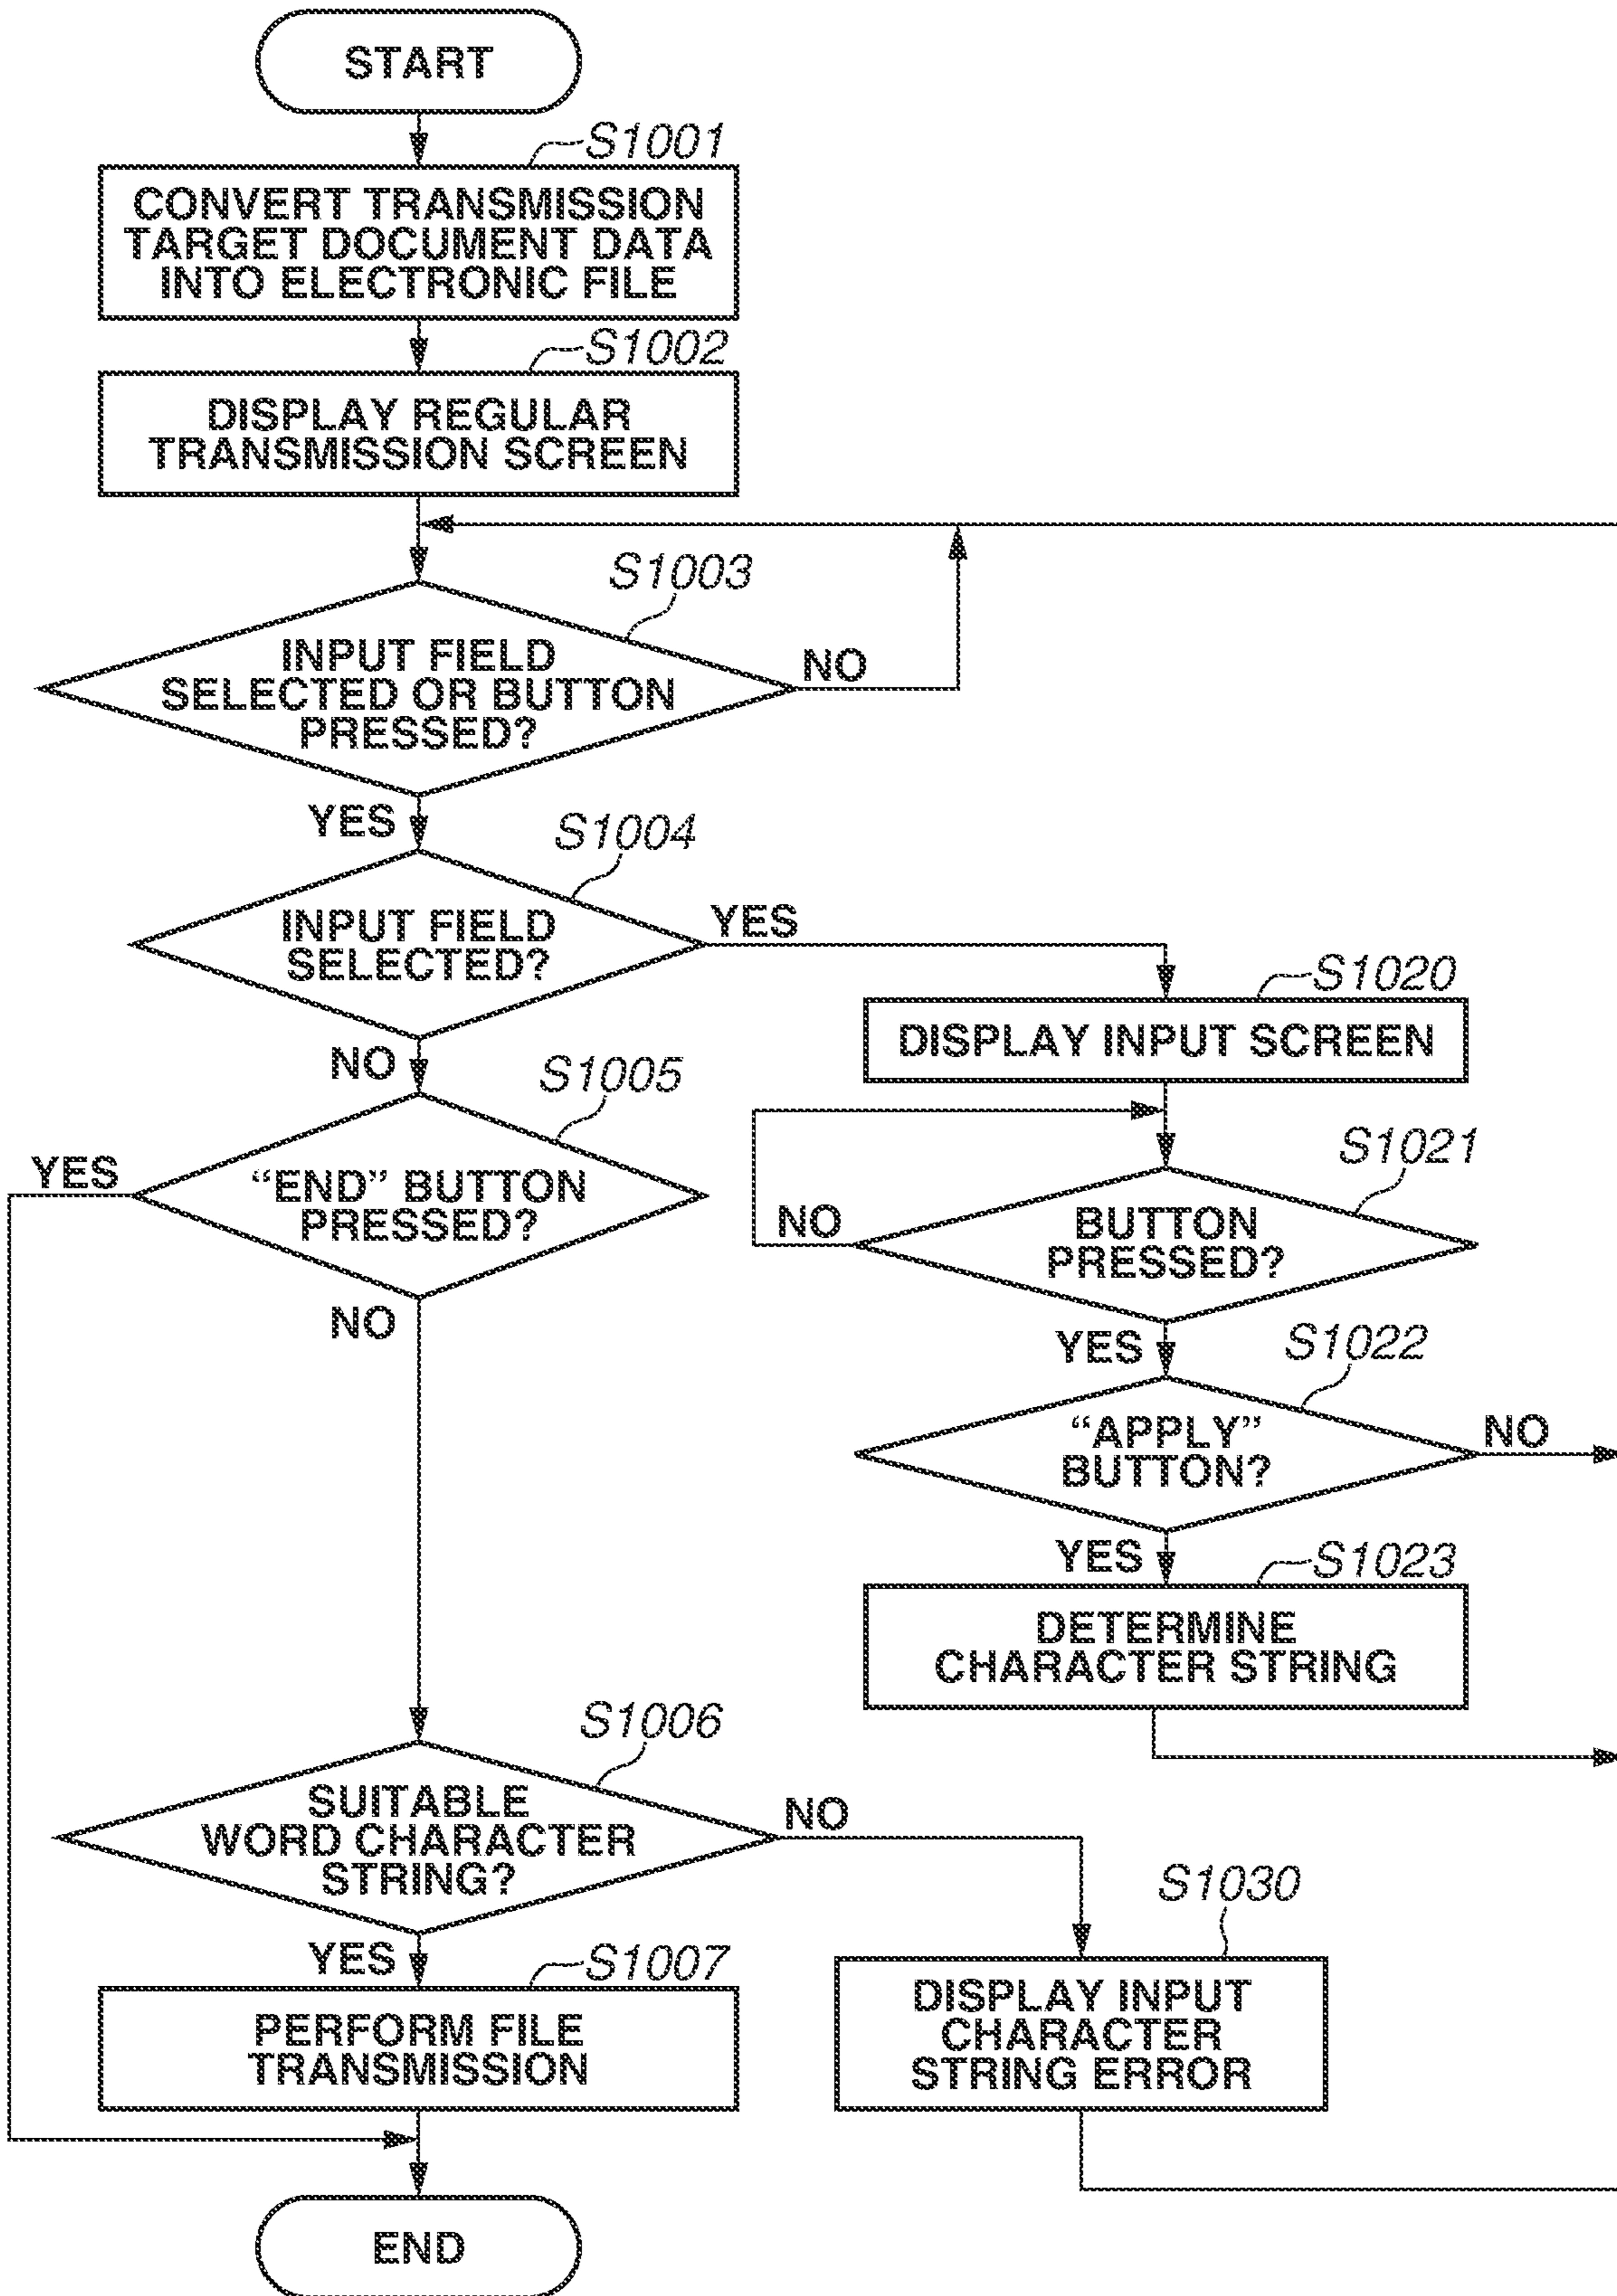 START
S1001
CONVERT TRANSMISSION
TARGET DOCUMENT DATA
INTO ELECTRONIC FILE
S1002
DISPLAY REGULAR
TRANSMISSION SCREEN
S1003
INPUT FIELD
SELECTED OR BUTTON
PRESSED?
NO
YES
S1004
INPUT FIELD
SELECTED?
YES
NO
S1020
DISPLAY INPUT SCREEN
S1005
“END” BUTTON
PRESSED?
YES
NO
S1021
BUTTON
PRESSED?
NO
YES
S1022
“APPLY”
BUTTON?
NO
YES
S1023
DETERMINE
CHARACTER STRING
S1006
SUITABLE
WORD CHARACTER
STRING?
NO
YES
S1007
PERFORM FILE
TRANSMISSION
S1030
DISPLAY INPUT
CHARACTER
STRING ERROR
END